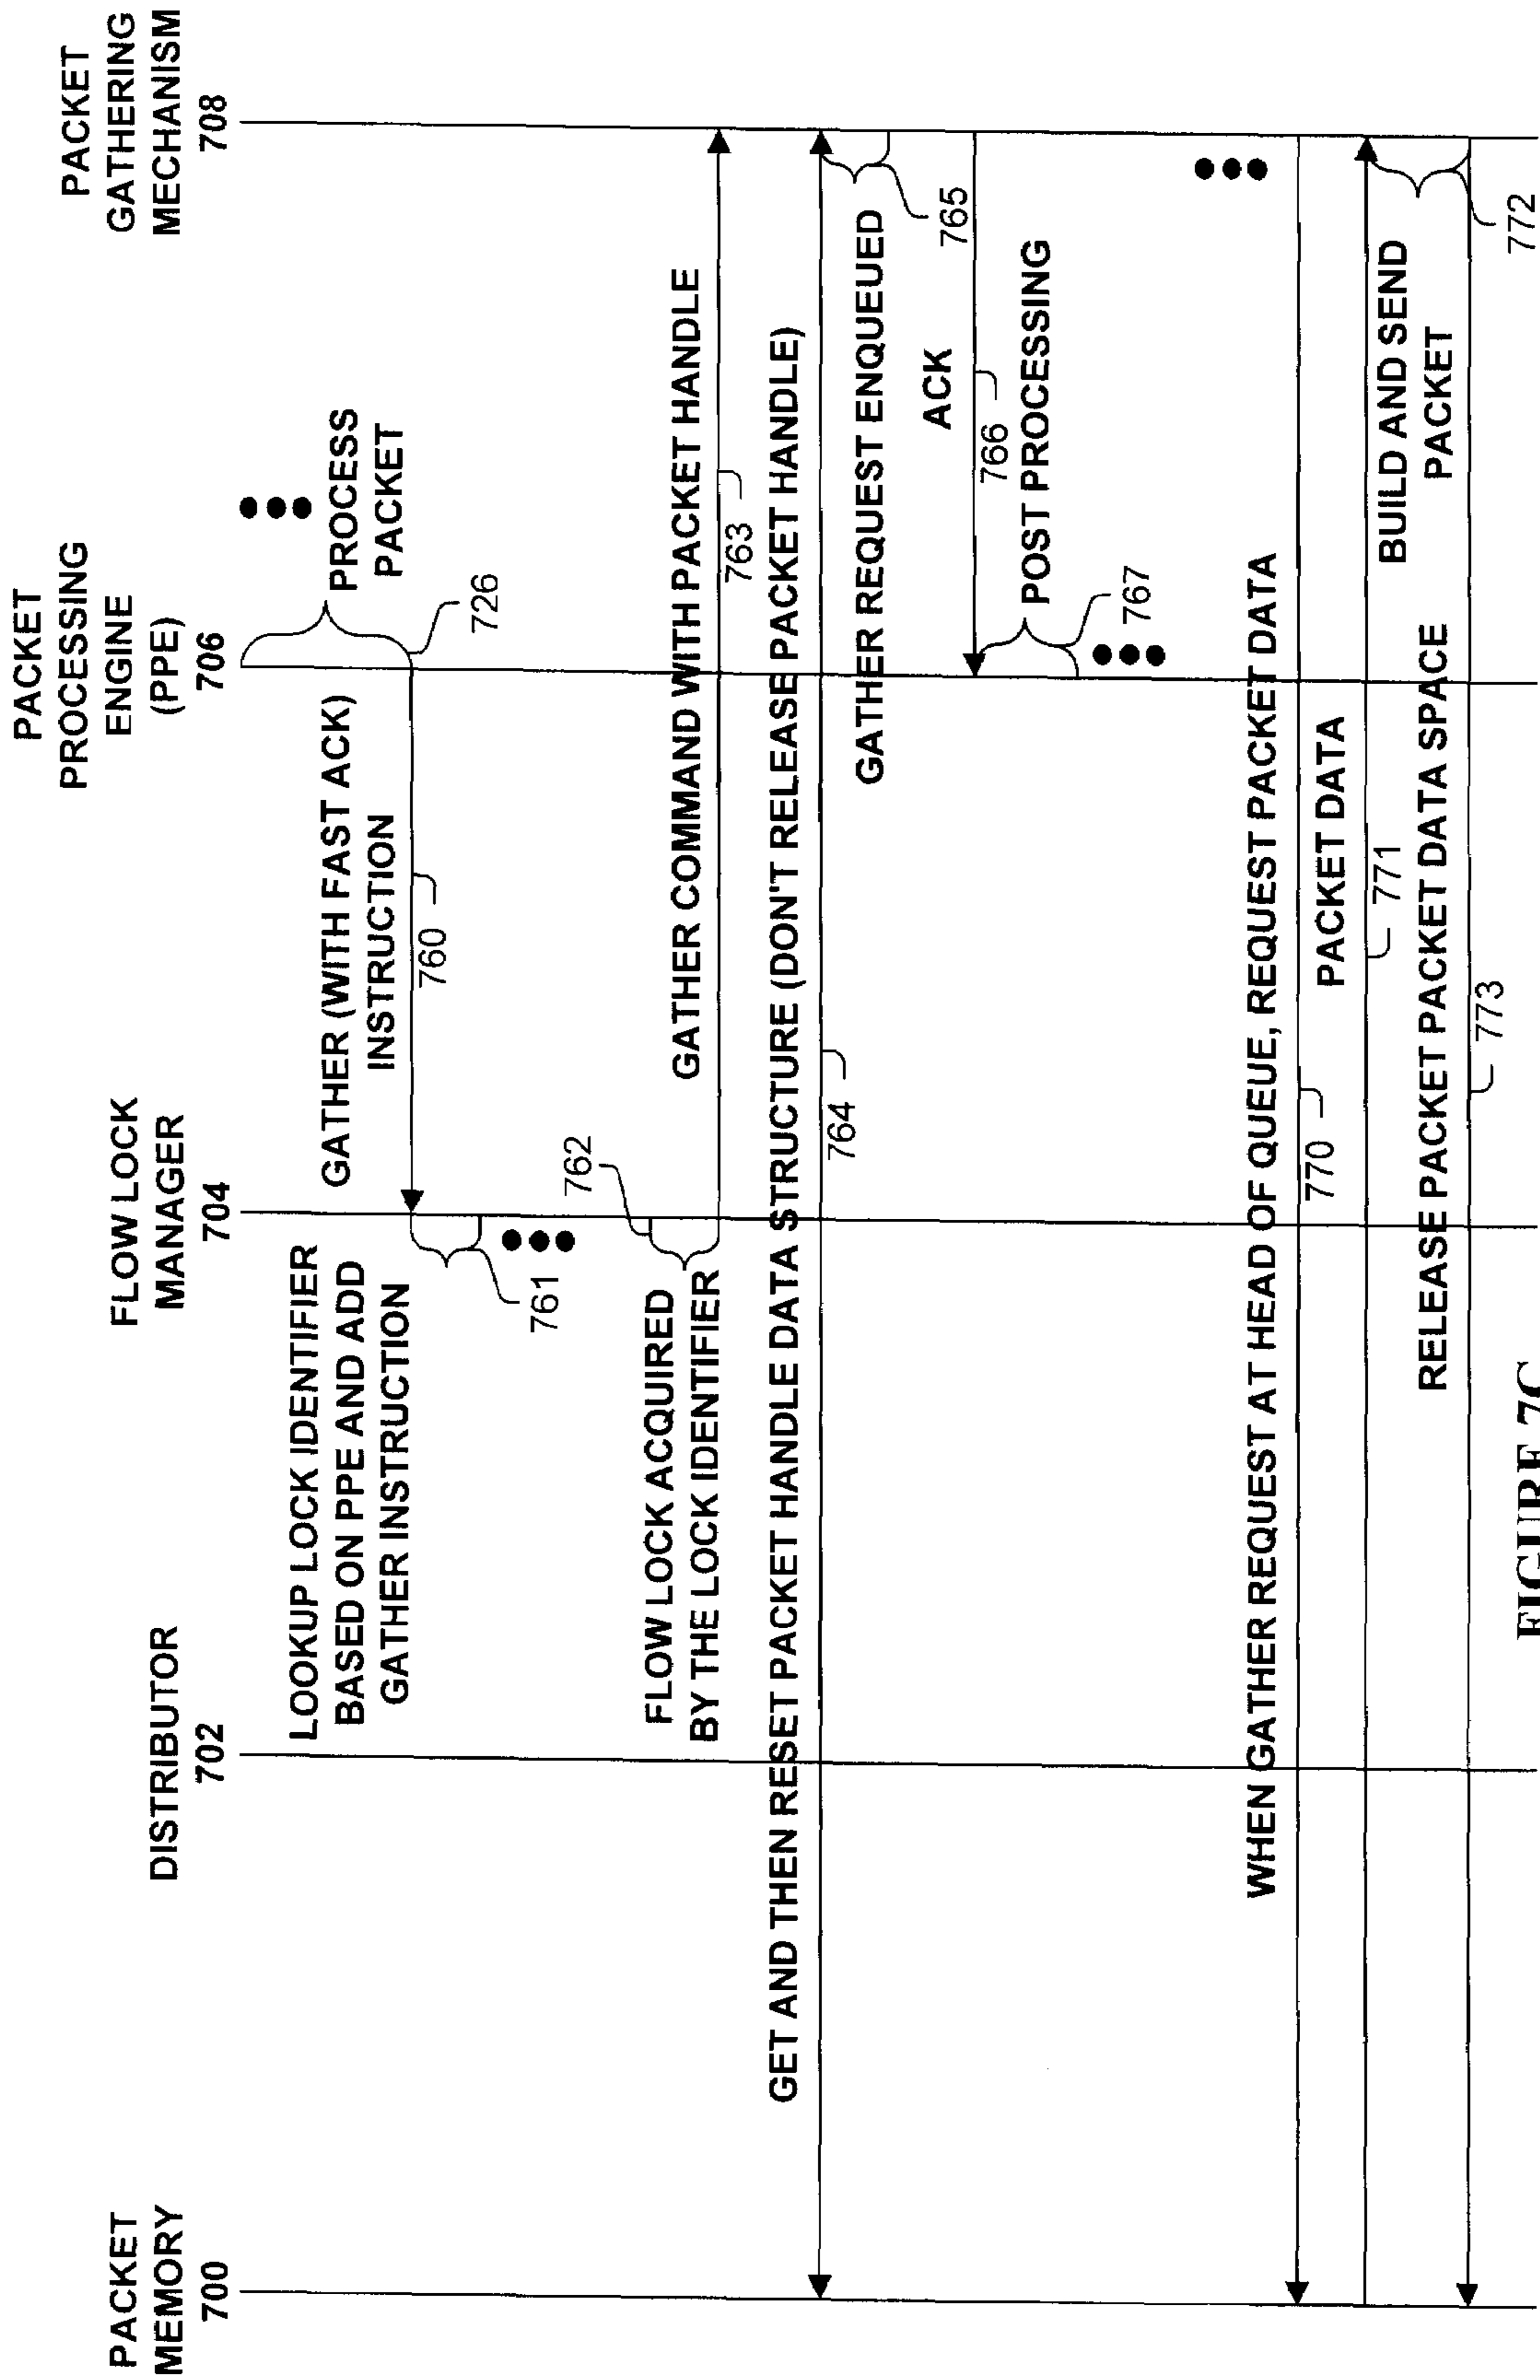 PACKET
MEMORY
700
DISTRIBUTOR
702
FLOW LOCK
MANAGER
704
PACKET
PROCESSING
ENGINE
(PPE)
706
PACKET
GATHERING
MECHANISM
708
PROCESS
PACKET
726
GATHER (WITH FAST ACK)
INSTRUCTION
760
LOOKUP LOCK IDENTIFIER
BASED ON PPE AND ADD
GATHER INSTRUCTION
761
FLOW LOCK ACQUIRED
BY THE LOCK IDENTIFIER
762
GATHER COMMAND WITH PACKET HANDLE
763
GET AND THEN RESET PACKET HANDLE DATA STRUCTURE (DON'T RELEASE PACKET HANDLE)
764
GATHER REQUEST ENQUEUED
765
ACK
766
POST PROCESSING
767
WHEN GATHER REQUEST AT HEAD OF QUEUE, REQUEST PACKET DATA
770
PACKET DATA
771
BUILD AND SEND
PACKET
772
RELEASE PACKET PACKET DATA SPACE
773
FIGURE 7C